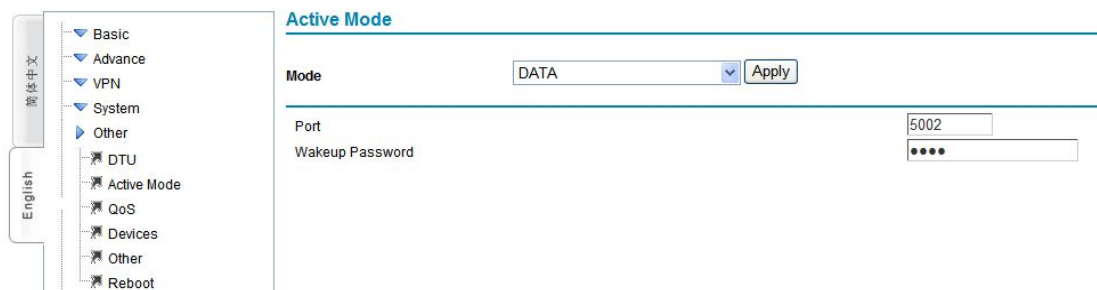 简体中文
English
Basic
Advance
VPN
System
Other
DTU
Active Mode
QoS
Devices
Other
Reboot
Active Mode
Mode DATA Apply
Port 5002
Wakeup Password ••••